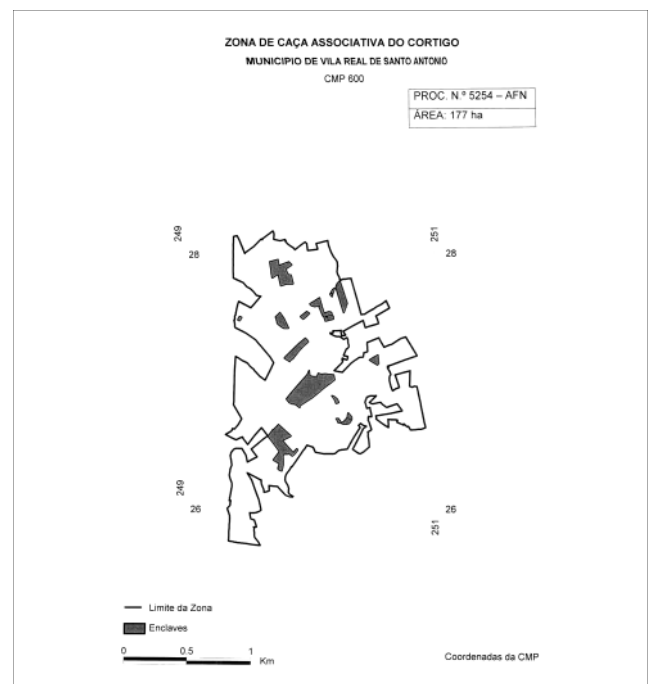 ZONA DE CAÇA ASSOCIATIVA DO CORTIGO
MUNICIPIO DE VILA REAL DE SANTO ANTONIO
CMP 600
PROC. N.º 5254 – AFN
ÁREA: 177 ha
249
28
251
28
249
26
26
251
Limite da Zona
Enclaves
0 0.5 1
Km
Coordenadas da CMP